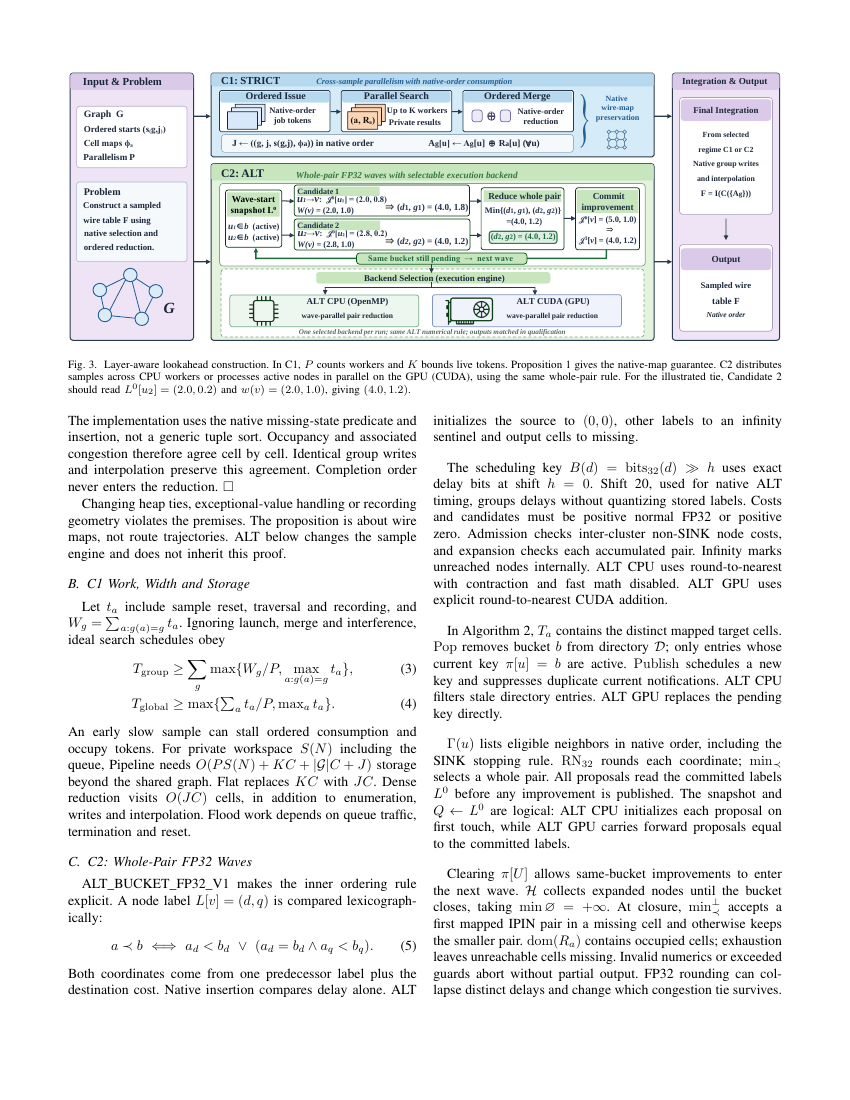 Input & Problem
Graph G
Ordered starts (sᵢgᵢjⱼ)
Cell maps ϕₐ
Parallelism P
Problem
Construct a sampled
wire table F using
native selection and
ordered reduction.
G
C1: STRICT Cross-sample parallelism with native-order consumption
Ordered Issue
Native-order
job tokens
Parallel Search
(a, Rₐ)
Up to K workers
Private results
Ordered Merge
⊕
Native-order
reduction
J ← ((g, j, s(g,j), ϕₐ)) in native order Ag[u] ← Ag[u] ⊕ Rₐ[u] (∀u)
Native
wire-map
preservation
C2: ALT Whole-pair FP32 waves with selectable execution backend
Wave-start
snapshot L⁰
u₁∈b (active)
u₂∈b (active)
Candidate 1
W(v) = (2.0, 1.0) ⇒ (d₁, g₁) = (4.0, 1.8)
Candidate 2
W(v) = (2.8, 1.0) ⇒ (d₂, g₂) = (4.0, 1.2)
Reduce whole pair
Min{(d₁, g₁), (d₂, g₂)}
=(4.0, 1.2)
(d₂, g₂) = (4.0, 1.2)
Commit
improvement
ℒ⁰[v] = (5.0, 1.0)
⇒
ℒ¹[v] = (4.0, 1.2)
Same bucket still pending → next wave
Backend Selection (execution engine)
ALT CPU (OpenMP)
wave-parallel pair reduction
ALT CUDA (GPU)
wave-parallel pair reduction
One selected backend per run; same ALT numerical rule; outputs matched in qualification
Integration & Output
Final Integration
From selected
regime C1 or C2
Native group writes
and interpolation
F = I(C({Ag}))
Output
Sampled wire
table F
Native order
Fig. 3. Layer-aware lookahead construction. In C1, P counts workers and K bounds live tokens. Proposition 1 gives the native-map guarantee. C2 distributes
samples across CPU workers or processes active nodes in parallel on the GPU (CUDA), using the same whole-pair rule. For the illustrated tie, Candidate 2
should read L⁰[u₂] = (2.0, 0.2) and w(v) = (2.0, 1.0), giving (4.0, 1.2).
The implementation uses the native missing-state predicate and
insertion, not a generic tuple sort. Occupancy and associated
congestion therefore agree cell by cell. Identical group writes
and interpolation preserve this agreement. Completion order
never enters the reduction. □
Changing heap ties, exceptional-value handling or recording
geometry violates the premises. The proposition is about wire
maps, not route trajectories. ALT below changes the sample
engine and does not inherit this proof.
B. C1 Work, Width and Storage
Let tₐ include sample reset, traversal and recording, and
W_g = ∑_{a:g(a)=g} tₐ. Ignoring launch, merge and interference,
ideal search schedules obey
T_group ≥ ∑_g max{W_g/P, max_{a:g(a)=g} tₐ}, (3)
T_global ≥ max{∑ₐ tₐ/P, maxₐ tₐ}. (4)
An early slow sample can stall ordered consumption and
occupy tokens. For private workspace S(N) including the
queue, Pipeline needs O(PS(N) + KC + |𝒢|C + J) storage
beyond the shared graph. Flat replaces KC with JC. Dense
reduction visits O(JC) cells, in addition to enumeration,
writes and interpolation. Flood work depends on queue traffic,
termination and reset.
C. C2: Whole-Pair FP32 Waves
ALT_BUCKET_FP32_V1 makes the inner ordering rule
explicit. A node label L[v] = (d, q) is compared lexicograph-
ically:
a ≺ b ⟺ a_d < b_d ∨ (a_d = b_d ∧ a_q < b_q). (5)
Both coordinates come from one predecessor label plus the
destination cost. Native insertion compares delay alone. ALT
initializes the source to (0, 0), other labels to an infinity
sentinel and output cells to missing.
The scheduling key B(d) = bits₃₂(d) ≫ h uses exact
delay bits at shift h = 0. Shift 20, used for native ALT
timing, groups delays without quantizing stored labels. Costs
and candidates must be positive normal FP32 or positive
zero. Admission checks inter-cluster non-SINK node costs,
and expansion checks each accumulated pair. Infinity marks
unreached nodes internally. ALT CPU uses round-to-nearest
with contraction and fast math disabled. ALT GPU uses
explicit round-to-nearest CUDA addition.
In Algorithm 2, Tₐ contains the distinct mapped target cells.
Pop removes bucket b from directory 𝒟; only entries whose
current key π[u] = b are active. Publish schedules a new
key and suppresses duplicate current notifications. ALT CPU
filters stale directory entries. ALT GPU replaces the pending
key directly.
Γ(u) lists eligible neighbors in native order, including the
SINK stopping rule. RN₃₂ rounds each coordinate; min_≺
selects a whole pair. All proposals read the committed labels
L⁰ before any improvement is published. The snapshot and
Q ← L⁰ are logical: ALT CPU initializes each proposal on
first touch, while ALT GPU carries forward proposals equal
to the committed labels.
Clearing π[U] allows same-bucket improvements to enter
the next wave. ℋ collects expanded nodes until the bucket
closes, taking min ∅ = +∞. At closure, min_≺^⊥ accepts a
first mapped IPIN pair in a missing cell and otherwise keeps
the smaller pair. dom(Rₐ) contains occupied cells; exhaustion
leaves unreachable cells missing. Invalid numerics or exceeded
guards abort without partial output. FP32 rounding can col-
lapse distinct delays and change which congestion tie survives.